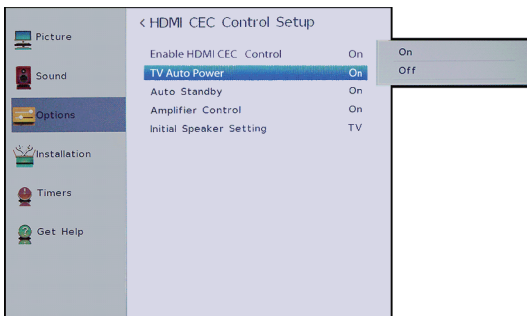 Picture
Sound
Options
Installation
Timers
Get Help
< HDMI CEC Control Setup
Enable HDMI CEC Control On
TV Auto Power On
Auto Standby On
Amplifier Control On
Initial Speaker Setting TV
On
Off